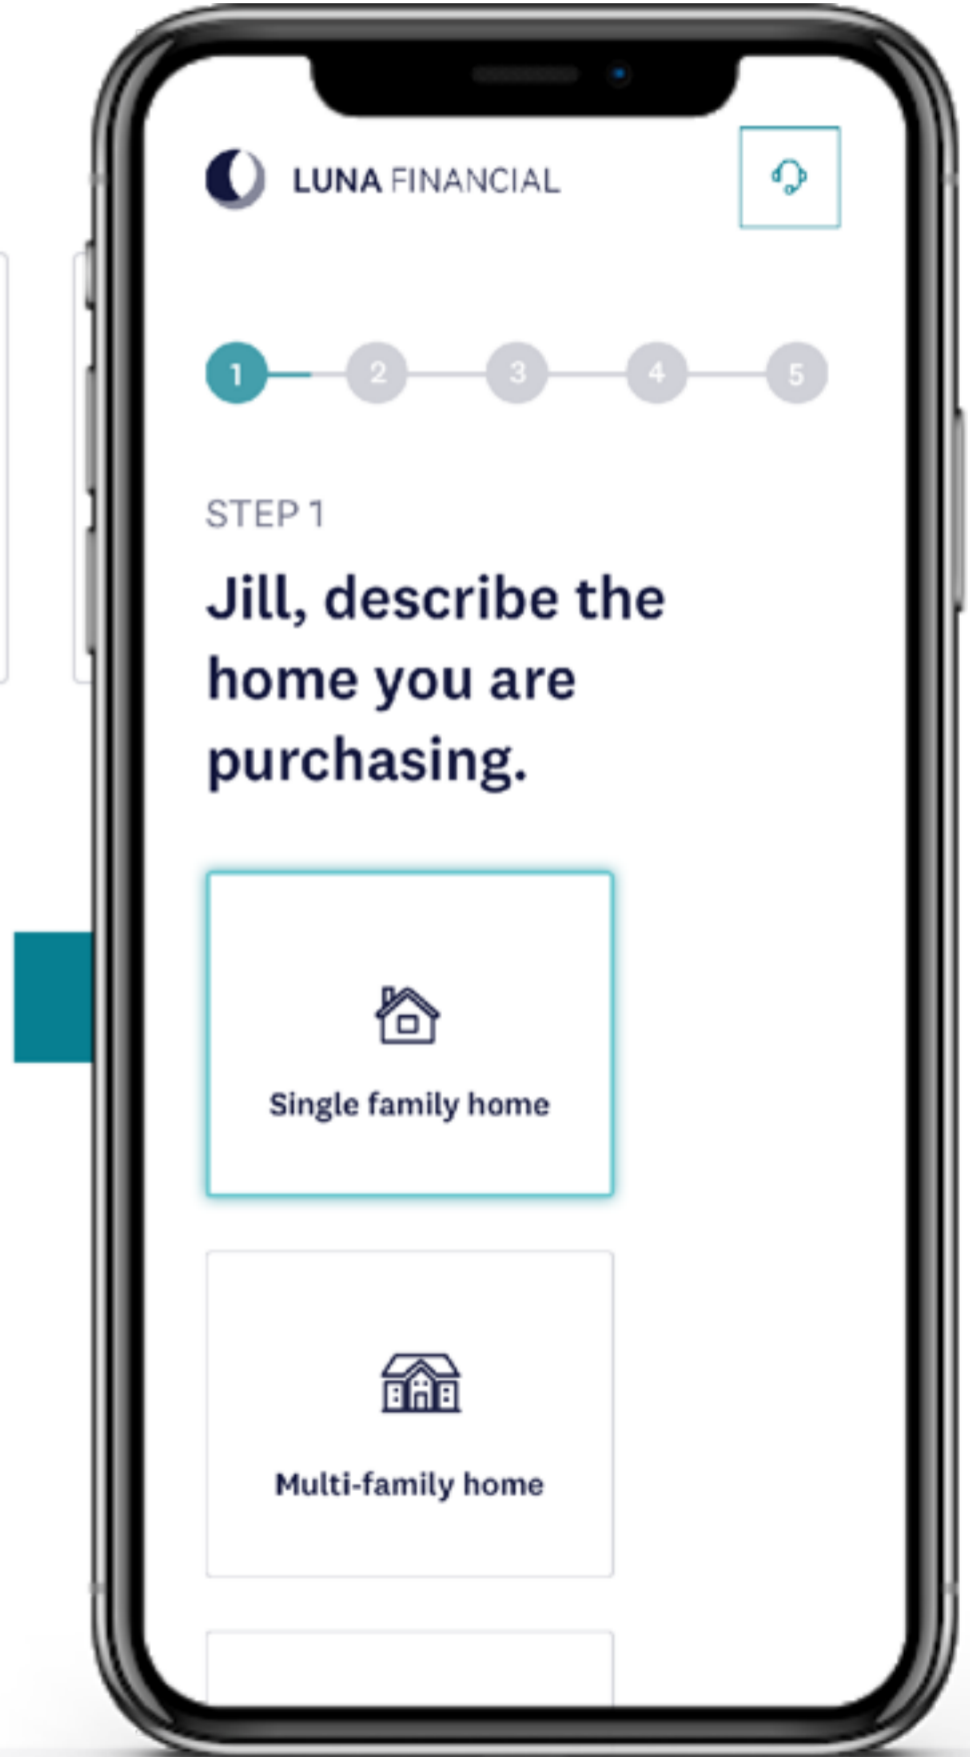 LUNA FINANCIAL
1 2 3 4 5
STEP 1
Jill, describe the
home you are
purchasing.
Single family home
Multi-family home